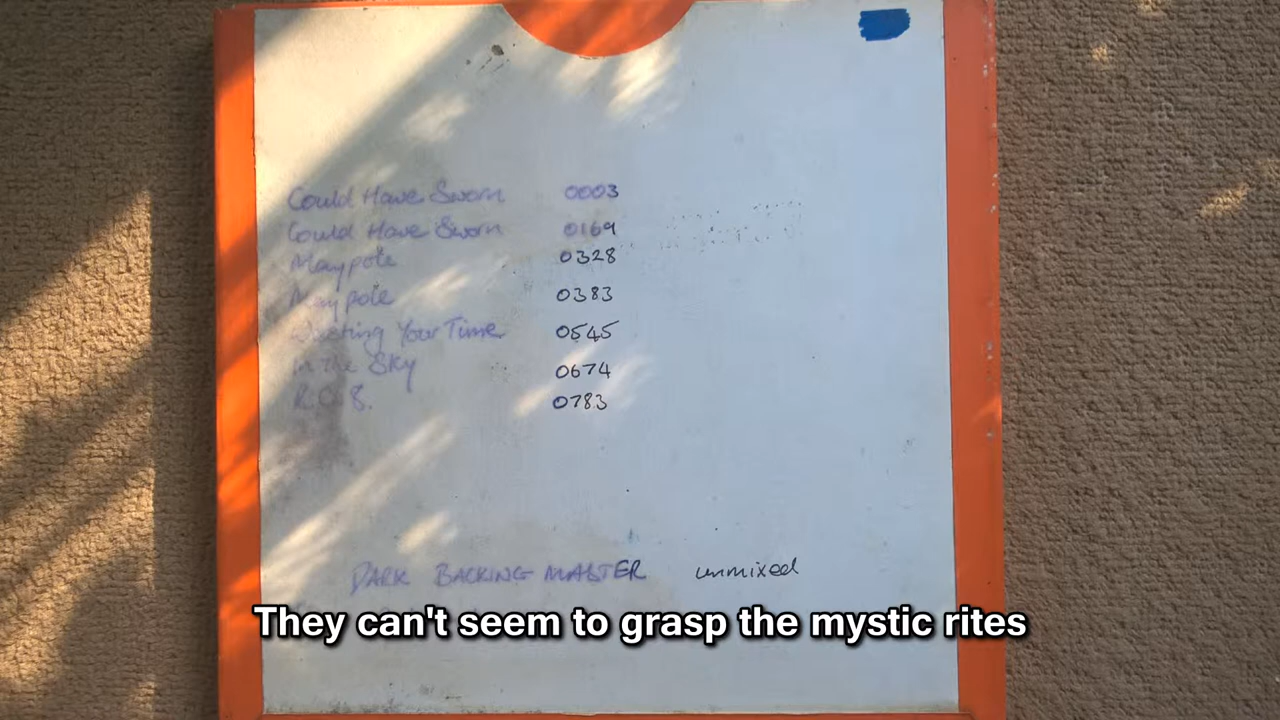 Could Have Sworn 0003
Could Have Sworn 0169
Maypole 0328
Maypole 0383
Wasting Your Time 0545
In the Sky 0674
R.O.8. 0783
DARK BACKING MASTER unmixed
They can't seem to grasp the mystic rites